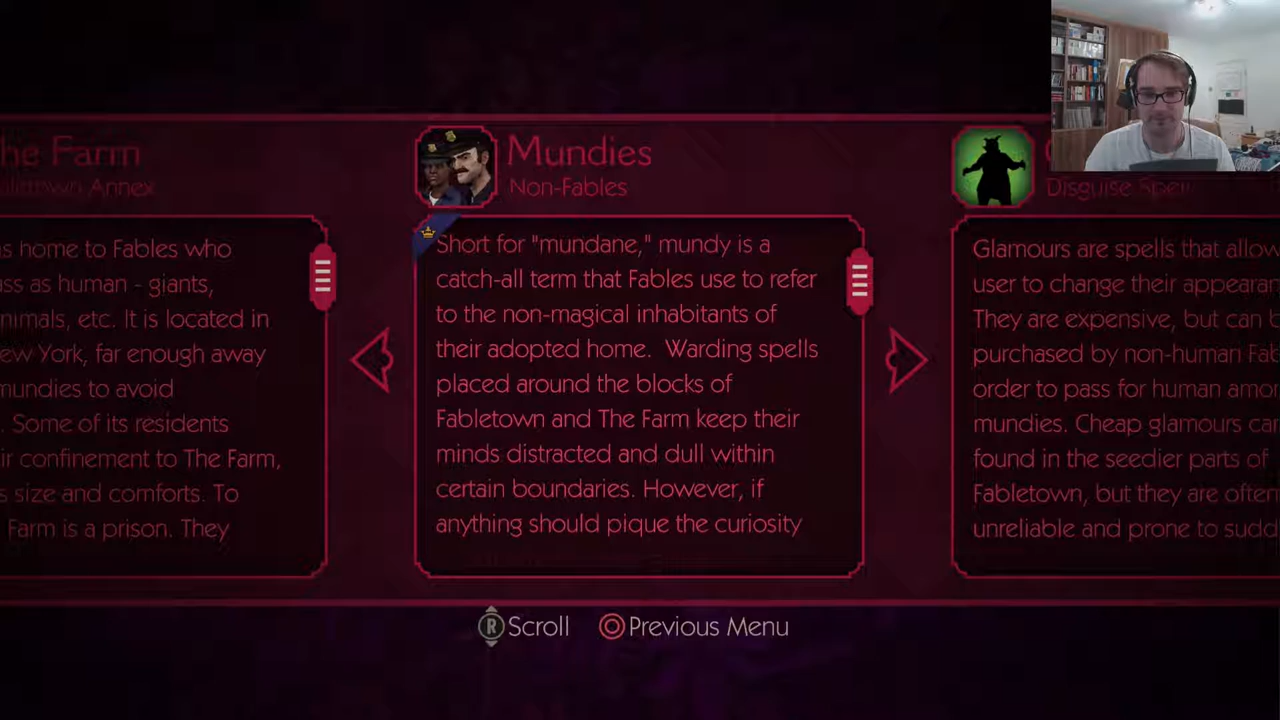 he Farm
Annex
s home to Fables who
ss as human - giants,
nimals, etc. It is located in
ew York, far enough away
mundies to avoid
. Some of its residents
ir confinement to The Farm,
s size and comforts. To
Farm is a prison. They
Mundies
Non-Fables
Short for "mundane," mundy is a
catch-all term that Fables use to refer
to the non-magical inhabitants of
their adopted home. Warding spells
placed around the blocks of
Fabletown and The Farm keep their
minds distracted and dull within
certain boundaries. However, if
anything should pique the curiosity
Disguise Spell
Glamours are spells that allow
user to change their appearan
They are expensive, but can b
purchased by non-human Fab
order to pass for human amo
mundies. Cheap glamours car
found in the seedier parts of
Fabletown, but they are often
unreliable and prone to sudd
R Scroll
Previous Menu